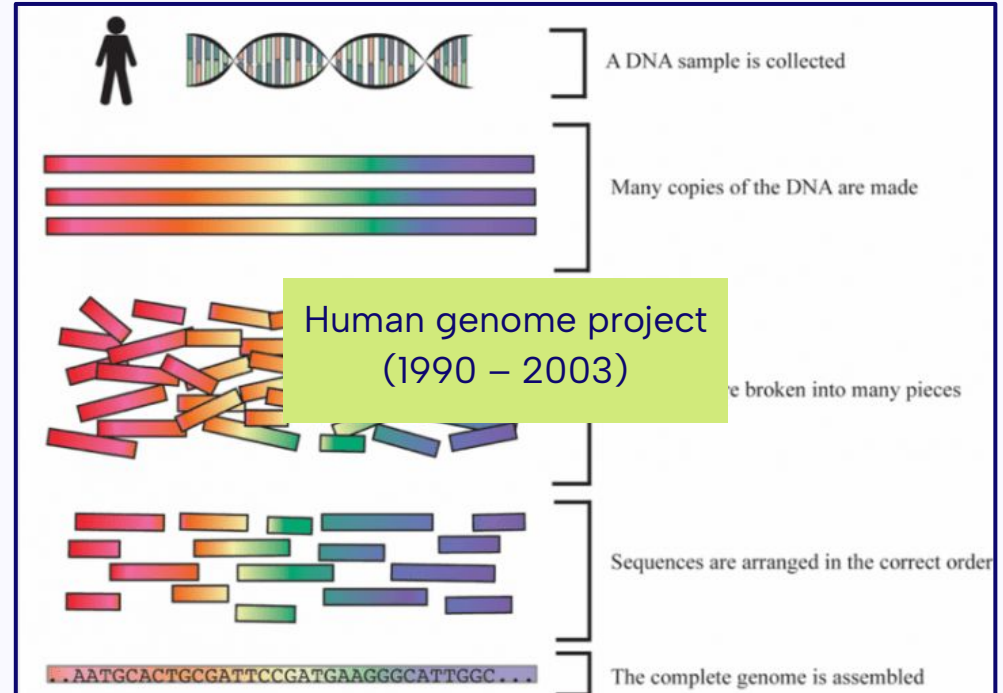 A DNA sample is collected
Many copies of the DNA are made
Human genome project
(1990 – 2003)
broken into many pieces
Sequences are arranged in the correct order
..AATGCACTGCGATTCCGATGAAGGGCATTGGC...
The complete genome is assembled